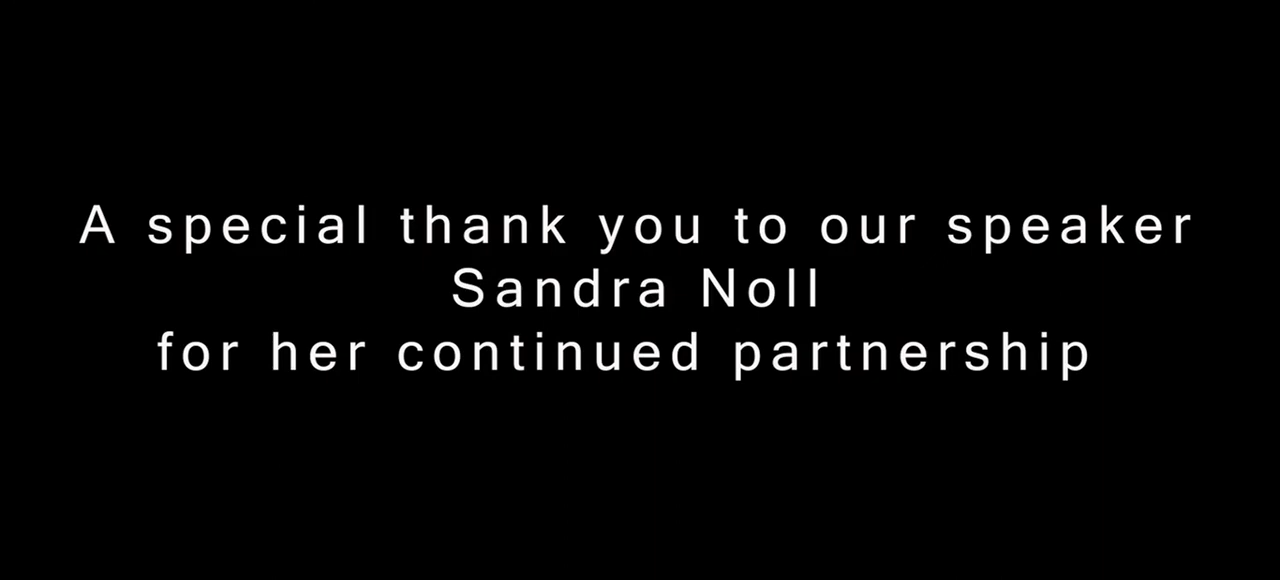 A special thank you to our speaker
Sandra Noll
for her continued partnership